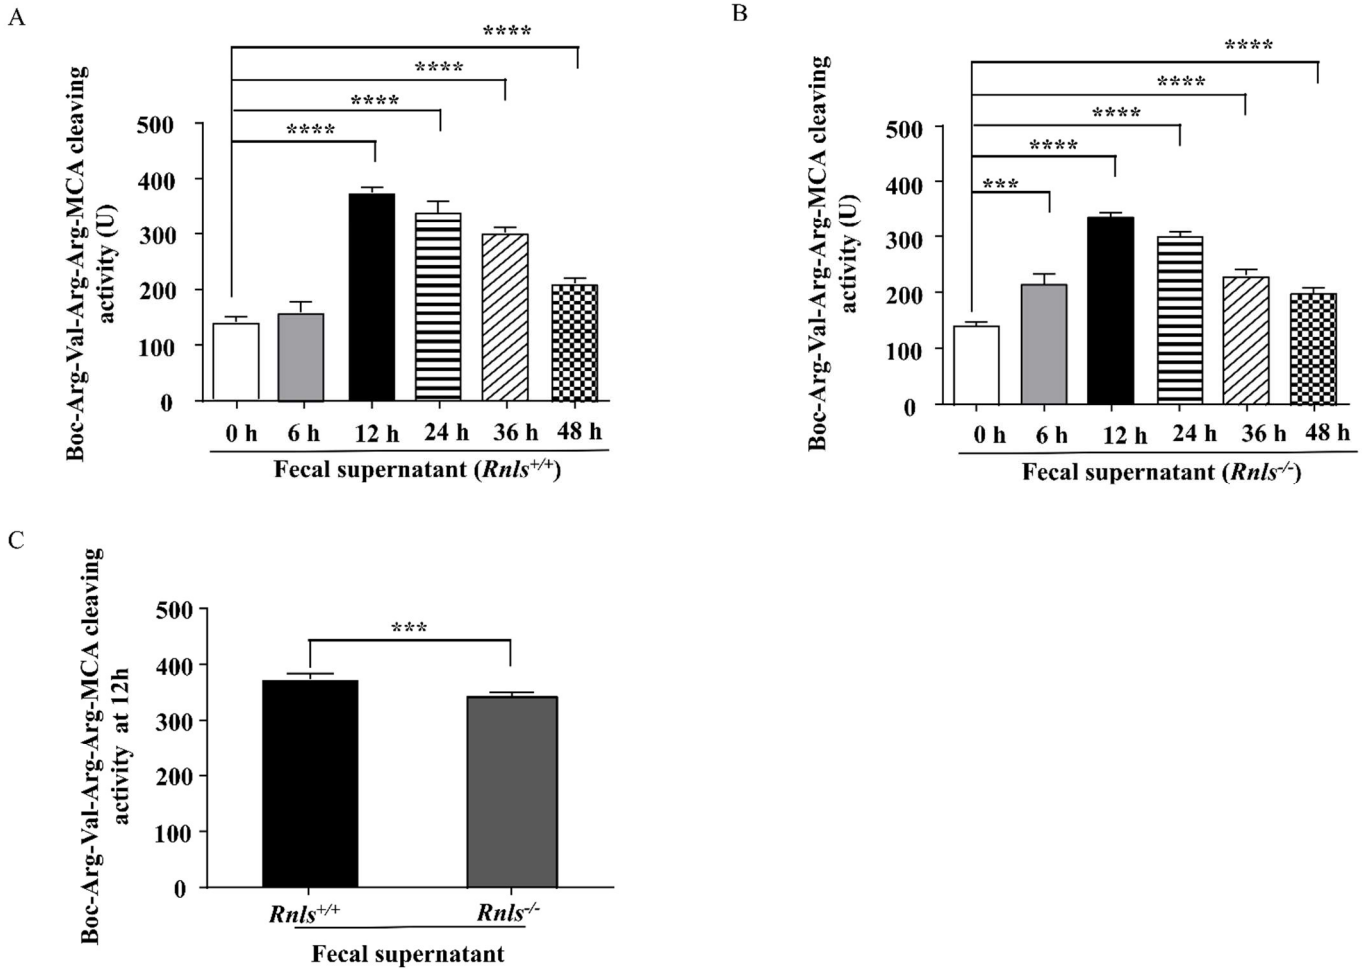 A
****
****
****
****
Boc-Arg-Val-Arg-Arg-MCA cleaving
activity (U)
500
400
300
200
100
0
0 h 6 h 12 h 24 h 36 h 48 h
Fecal supernatant (Rnls+/+)
B
****
****
****
****
***
Boc-Arg-Val-Arg-Arg-MCA cleaving
activity (U)
500
400
300
200
100
0
0 h 6 h 12 h 24 h 36 h 48 h
Fecal supernatant (Rnls-/-)
C
***
Boc-Arg-Val-Arg-Arg-MCA cleaving
activity at 12h
500
400
300
200
100
0
Rnls+/+ Rnls-/-
Fecal supernatant